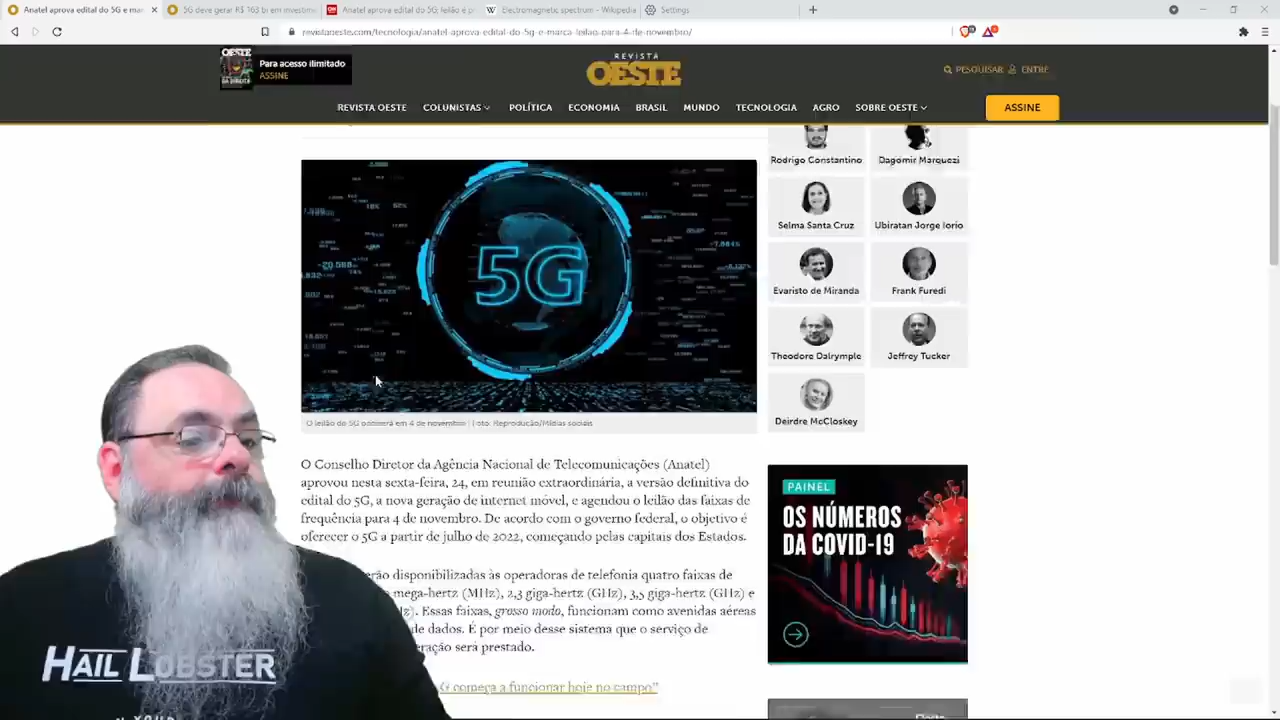 Anatel aprova edital do 5G e mar
5G deve gerar R$ 163 bi em investime
Anatel aprova edital do 5G; leilão é p
Electromagnetic spectrum - Wikipedia
Settings
revistaoeste.com/tecnologia/anatel-aprova-edital-do-5g-e-marca-leilao-para-4-de-novembro/
OESTE
Para acesso ilimitado
ASSINE
REVISTA
OESTE
PESQUISAR
ENTRE
REVISTA OESTE COLUNISTAS POLÍTICA ECONOMIA BRASIL MUNDO TECNOLOGIA AGRO SOBRE OESTE
ASSINE
Rodrigo Constantino
Dagomir Marquezi
Selma Santa Cruz
Ubiratan Jorge Iorio
Evaristo de Miranda
Frank Furedi
Theodore Dalrymple
Jeffrey Tucker
Deirdre McCloskey
5G
O leilão do 5G ocorrerá em 4 de novembro | Foto: Reprodução/Mídias sociais
O Conselho Diretor da Agência Nacional de Telecomunicações (Anatel)
aprovou nesta sexta-feira, 24, em reunião extraordinária, a versão definitiva do
edital do 5G, a nova geração de internet móvel, e agendou o leilão das faixas de
frequência para 4 de novembro. De acordo com o governo federal, o objetivo é
oferecer o 5G a partir de julho de 2022, começando pelas capitais dos Estados.
erão disponibilizadas às operadoras de telefonia quatro faixas de
mega-hertz (MHz), 2,3 giga-hertz (GHz), 3,5 giga-hertz (GHz) e
z). Essas faixas, grosso modo, funcionam como avenidas aéreas
de dados. É por meio desse sistema que o serviço de
eração será prestado.
G começa a funcionar hoje no campo"
PAINEL
OS NÚMEROS
DA COVID-19
HAIL LOBSTER